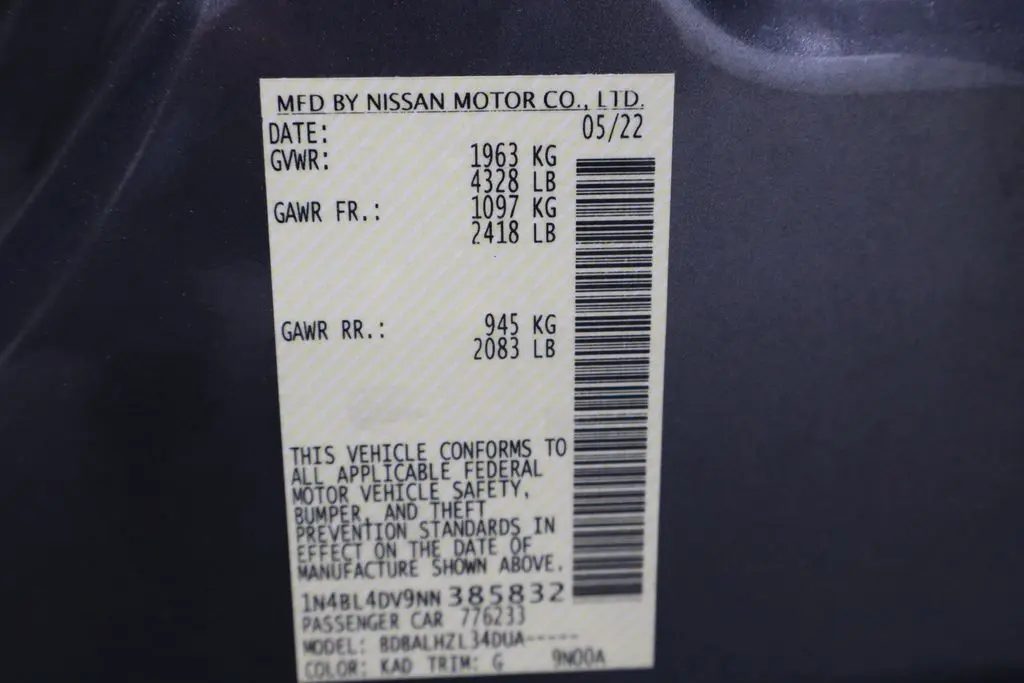 MFD BY NISSAN MOTOR CO., LTD.
DATE: 05/22
GVWR: 1963 KG
4328 LB
GAWR FR.: 1097 KG
2418 LB
GAWR RR.: 945 KG
2083 LB
THIS VEHICLE CONFORMS TO
ALL APPLICABLE FEDERAL
MOTOR VEHICLE SAFETY,
BUMPER, AND THEFT
PREVENTION STANDARDS IN
EFFECT ON THE DATE OF
MANUFACTURE SHOWN ABOVE.
1N4BL4DV9NN 385832
PASSENGER CAR 776233
MODEL: BDBALHZL34DUA-----
COLOR: KAD TRIM: G 9N00A